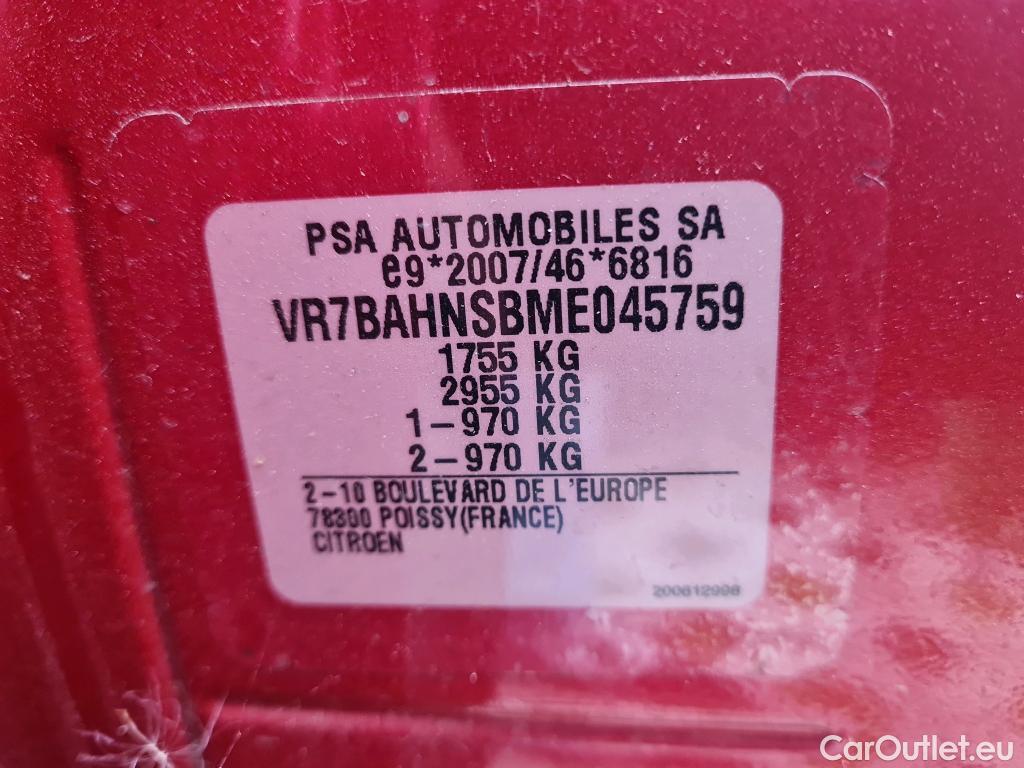 PSA AUTOMOBILES SA
e9*2007/46*6816
VR7BAHNSBME045759
1755 KG
2955 KG
1-970 KG
2-970 KG
2-10 BOULEVARD DE L'EUROPE
78300 POISSY(FRANCE)
CITROEN
200612998
CarOutlet.eu